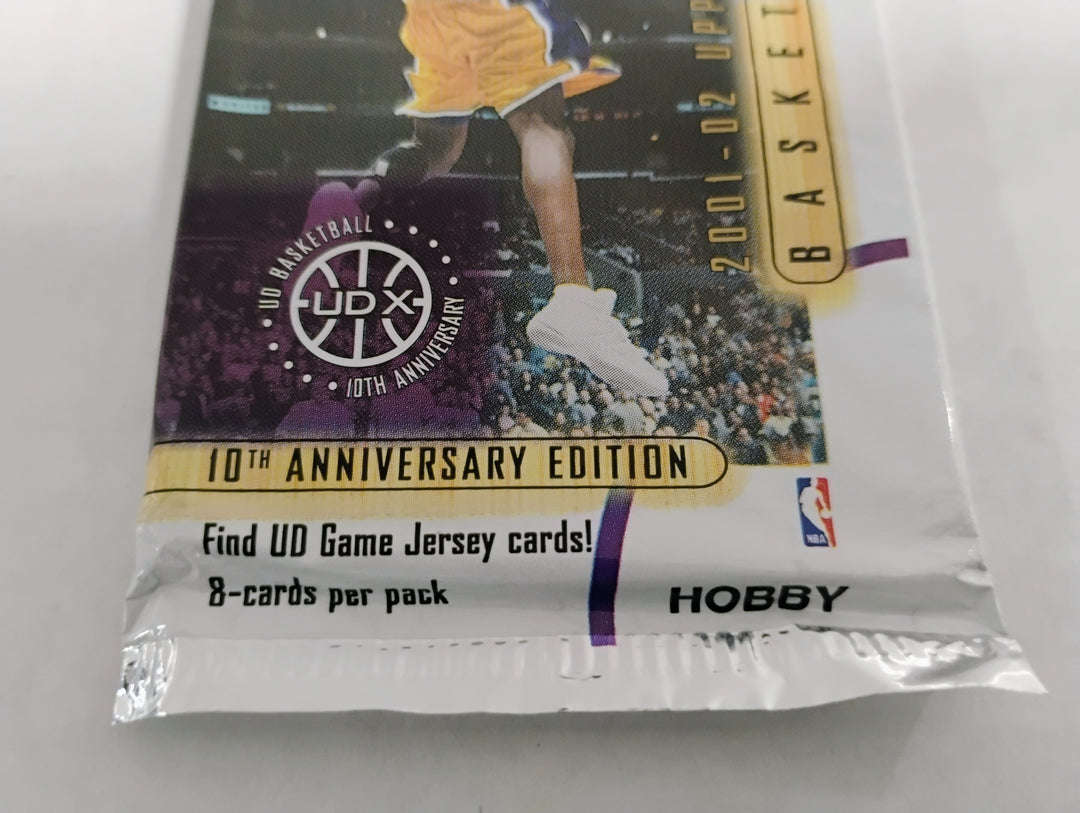 2001-02 UPP
BASKET
UD BASKETBALL
UDX
10TH ANNIVERSARY
10TH ANNIVERSARY EDITION
Find UD Game Jersey cards!
8-cards per pack
NBA
HOBBY